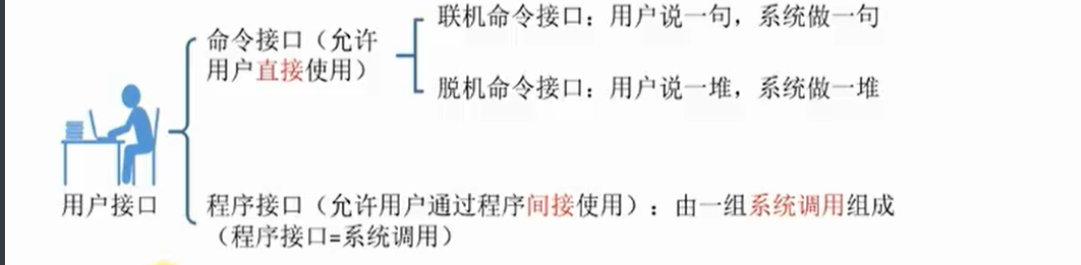 联机命令接口：用户说一句，系统做一句
命令接口（允许
用户直接使用）
脱机命令接口：用户说一堆，系统做一堆
用户接口
程序接口（允许用户通过程序间接使用）：由一组系统调用组成
（程序接口=系统调用）